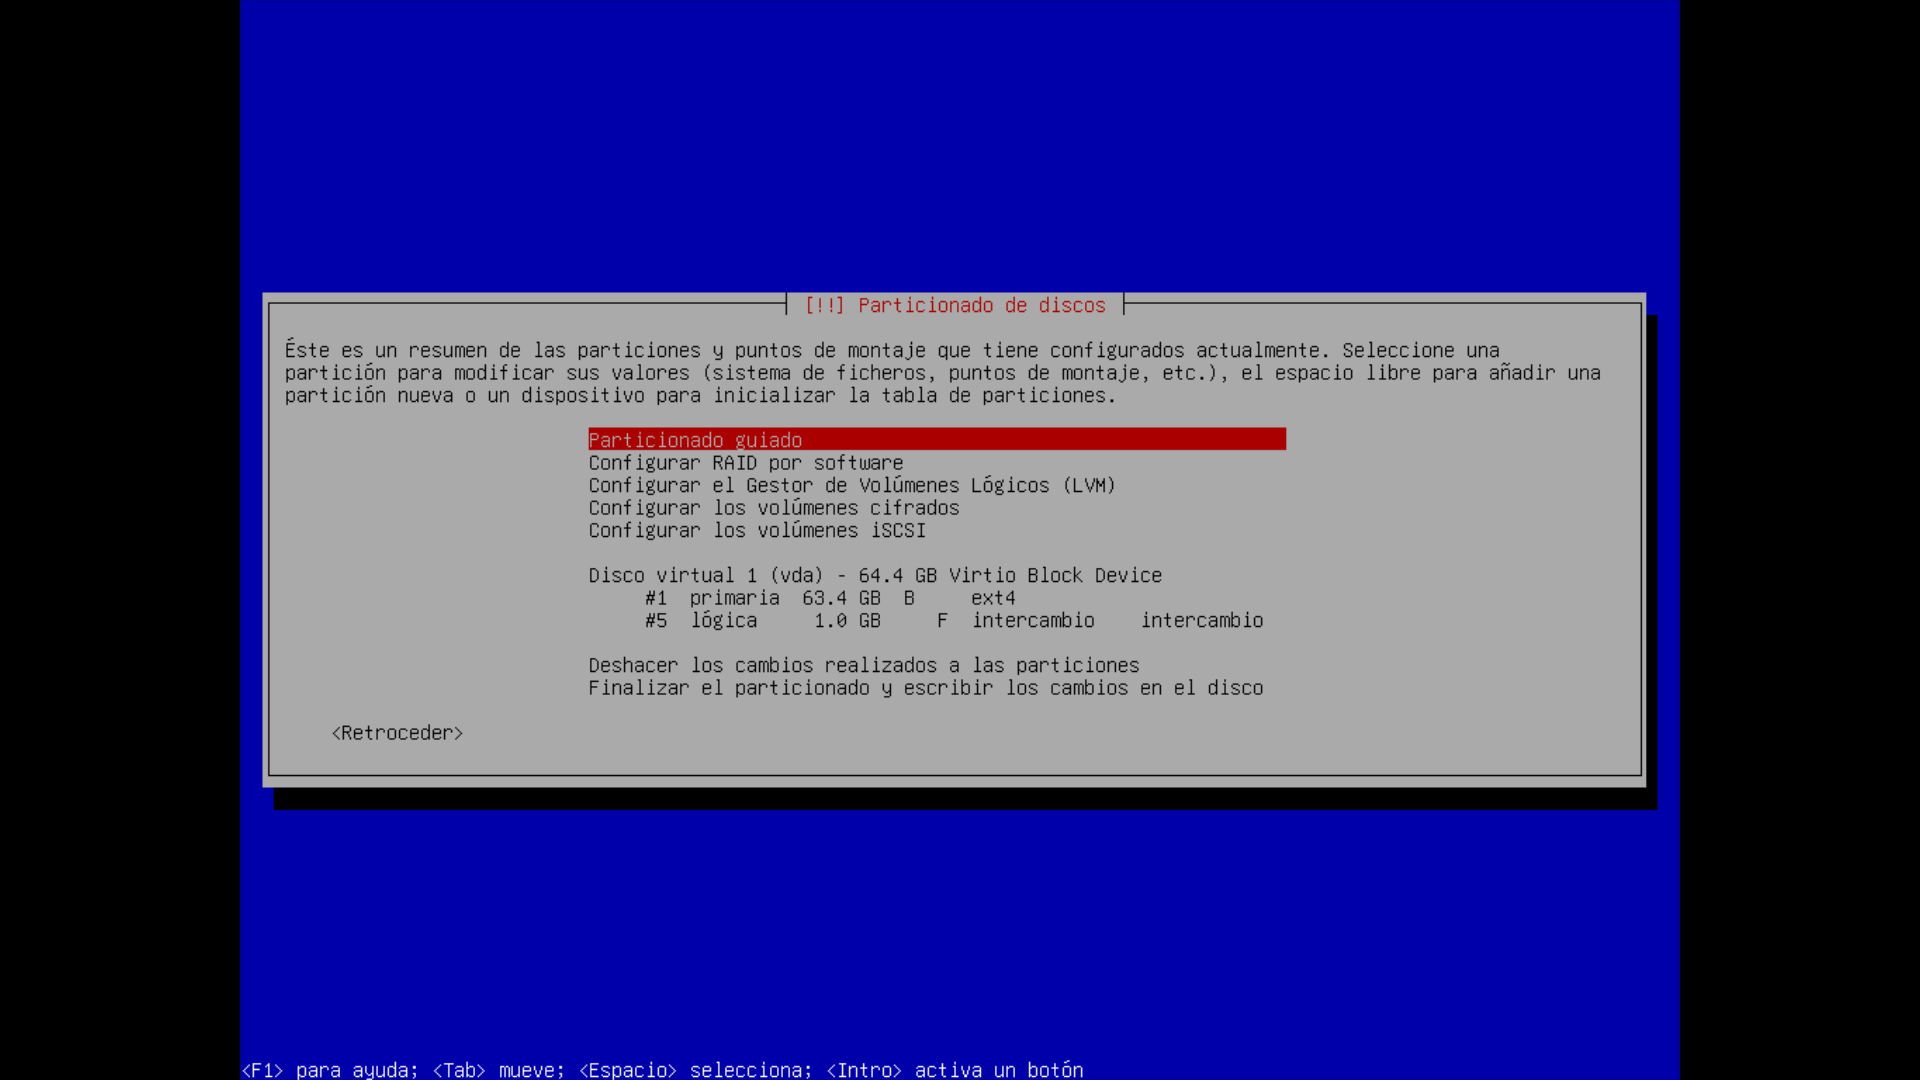 [!!] Particionado de discos
Éste es un resumen de las particiones y puntos de montaje que tiene configurados actualmente. Seleccione una
partición para modificar sus valores (sistema de ficheros, puntos de montaje, etc.), el espacio libre para añadir una
partición nueva o un dispositivo para inicializar la tabla de particiones.
Particionado guiado
Configurar RAID por software
Configurar el Gestor de Volúmenes Lógicos (LVM)
Configurar los volúmenes cifrados
Configurar los volúmenes iSCSI
Disco virtual 1 (vda) - 64.4 GB Virtio Block Device
#1 primaria 63.4 GB B ext4
#5 lógica 1.0 GB F intercambio intercambio
Deshacer los cambios realizados a las particiones
Finalizar el particionado y escribir los cambios en el disco
<Retroceder>
<F1> para ayuda; <Tab> mueve; <Espacio> selecciona; <Intro> activa un botón